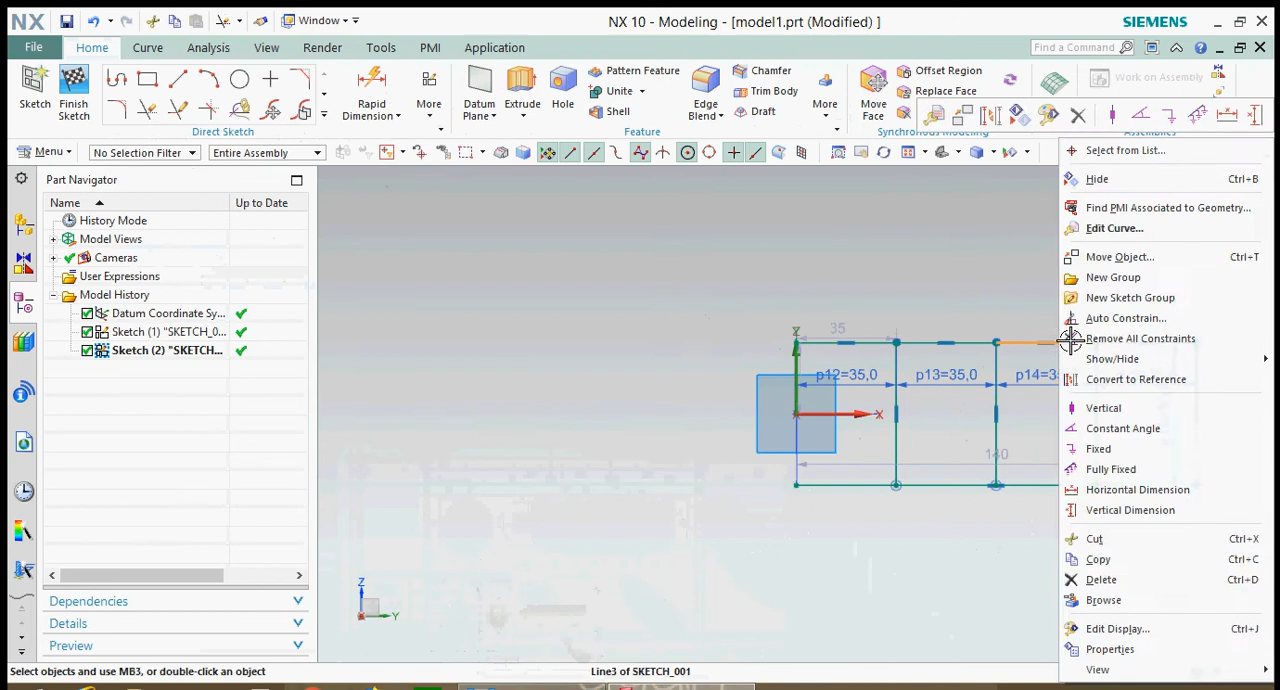 NX
Window
NX 10 - Modeling - [model1.prt (Modified) ]
SIEMENS
File
Home
Curve
Analysis
View
Render
Tools
PMI
Application
Find a Command
Sketch
Finish Sketch
Rapid Dimension
More
Datum Plane
Extrude
Hole
Pattern Feature
Unite
Shell
Edge Blend
Chamfer
Trim Body
Draft
More
Move Face
Offset Region
Replace Face
Work on Assembly
Direct Sketch
Feature
Synchronous Modeling
Assemblies
Menu
No Selection Filter
Entire Assembly
Part Navigator
Name
Up to Date
History Mode
Model Views
Cameras
User Expressions
Model History
Datum Coordinate Sy...
Sketch (1) "SKETCH_0...
Sketch (2) "SKETCH...
Dependencies
Details
Preview
Z
35
p12=35,0
p13=35,0
p14=3
X
140
Z
Y
Select from List...
Hide Ctrl+B
Find PMI Associated to Geometry...
Edit Curve...
Move Object... Ctrl+T
New Group
New Sketch Group
Auto Constrain...
Remove All Constraints
Show/Hide
Convert to Reference
Vertical
Constant Angle
Fixed
Fully Fixed
Horizontal Dimension
Vertical Dimension
Cut Ctrl+X
Copy Ctrl+C
Delete Ctrl+D
Browse
Edit Display... Ctrl+J
Properties
View
Select objects and use MB3, or double-click an object
Line3 of SKETCH_001